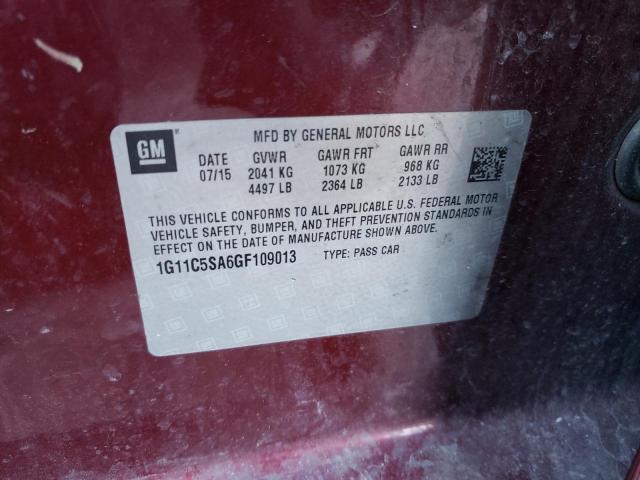 GM
MFD BY GENERAL MOTORS LLC
DATE GVWR GAWR FRT GAWR RR
07/15 2041 KG 1073 KG 968 KG
4497 LB 2364 LB 2133 LB
THIS VEHICLE CONFORMS TO ALL APPLICABLE U.S. FEDERAL MOTOR
VEHICLE SAFETY, BUMPER, AND THEFT PREVENTION STANDARDS IN
EFFECT ON THE DATE OF MANUFACTURE SHOWN ABOVE.
1G11C5SA6GF109013 TYPE: PASS CAR